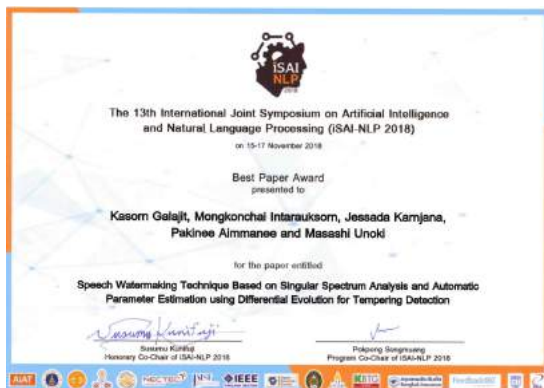 iSAI
NLP
2018
The 13th International Joint Symposium on Artificial Intelligence
and Natural Language Processing (iSAI-NLP 2018)
on 15-17 November 2018
Best Paper Award
presented to
Kasorn Galajit, Mongkonchai Intarauksorn, Jessada Karnjana,
Pakinee Aimmanee and Masashi Unoki
for the paper entitled
Speech Watermaking Technique Based on Singular Spectrum Analysis and Automatic
Parameter Estimation using Differential Evolution for Tempering Detection
Susumu Kunifuji
Susumu Kunifuji
Honorary Co-Chair of iSAI-NLP 2018
Pokpong Songmuang
Program Co-Chair of iSAI-NLP 2018
AIAT NECTEC IEEE KBTG Feedback180